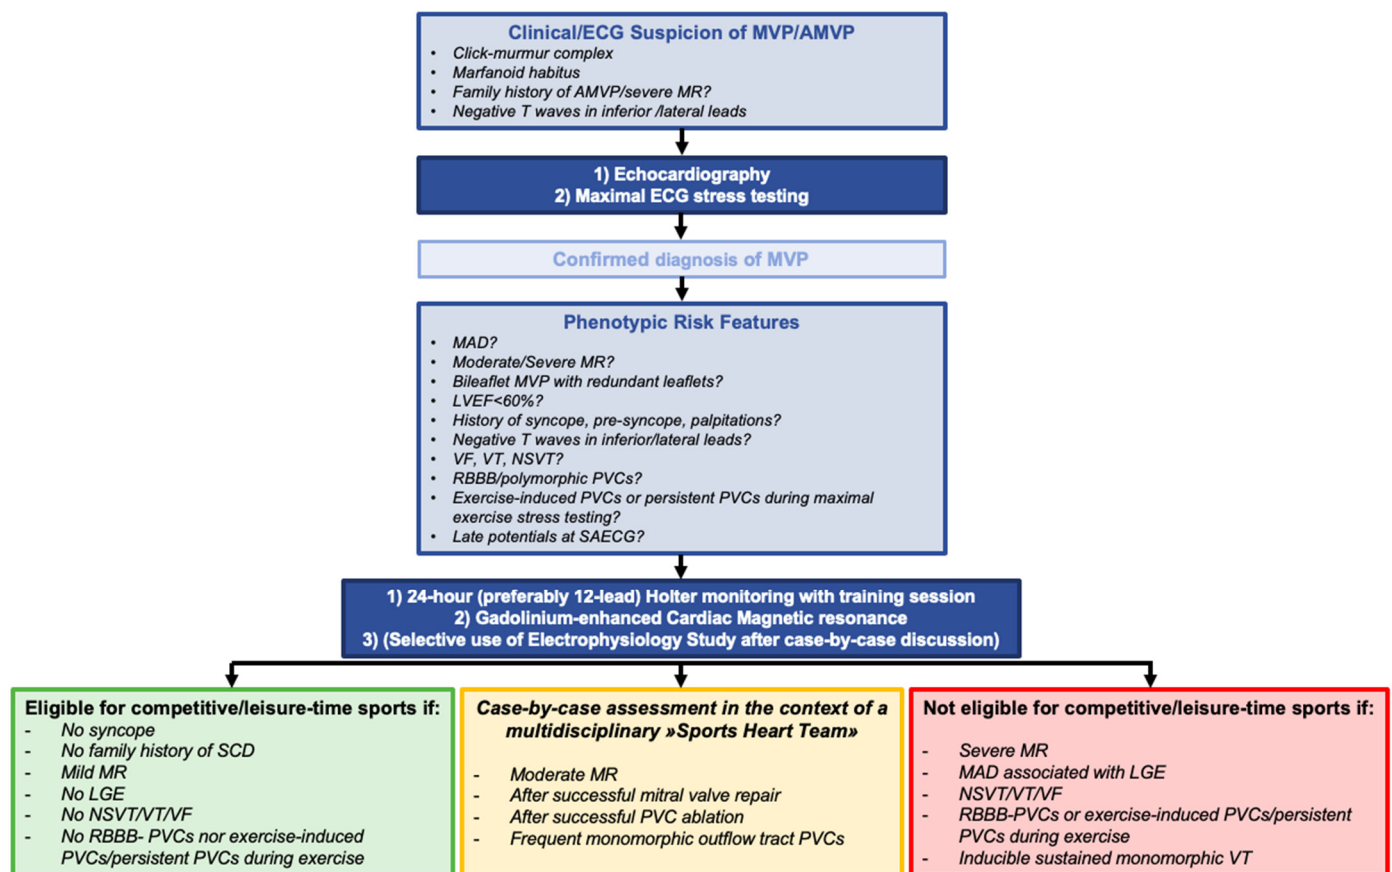 Clinical/ECG Suspicion of MVP/AMVP
• Click-murmur complex
• Marfanoid habitus
• Family history of AMVP/severe MR?
• Negative T waves in inferior /lateral leads
1) Echocardiography
2) Maximal ECG stress testing
Confirmed diagnosis of MVP
Phenotypic Risk Features
• MAD?
• Moderate/Severe MR?
• Bileaflet MVP with redundant leaflets?
• LVEF<60%?
• History of syncope, pre-syncope, palpitations?
• Negative T waves in inferior/lateral leads?
• VF, VT, NSVT?
• RBBB/polymorphic PVCs?
• Exercise-induced PVCs or persistent PVCs during maximal
exercise stress testing?
• Late potentials at SAECG?
1) 24-hour (preferably 12-lead) Holter monitoring with training session
2) Gadolinium-enhanced Cardiac Magnetic resonance
3) (Selective use of Electrophysiology Study after case-by-case discussion)
Eligible for competitive/leisure-time sports if:
- No syncope
- No family history of SCD
- Mild MR
- No LGE
- No NSVT/VT/VF
- No RBBB- PVCs nor exercise-induced
PVCs/persistent PVCs during exercise
Case-by-case assessment in the context of a
multidisciplinary »Sports Heart Team»
- Moderate MR
- After successful mitral valve repair
- After successful PVC ablation
- Frequent monomorphic outflow tract PVCs
Not eligible for competitive/leisure-time sports if:
- Severe MR
- MAD associated with LGE
- NSVT/VT/VF
- RBBB-PVCs or exercise-induced PVCs/persistent
PVCs during exercise
- Inducible sustained monomorphic VT